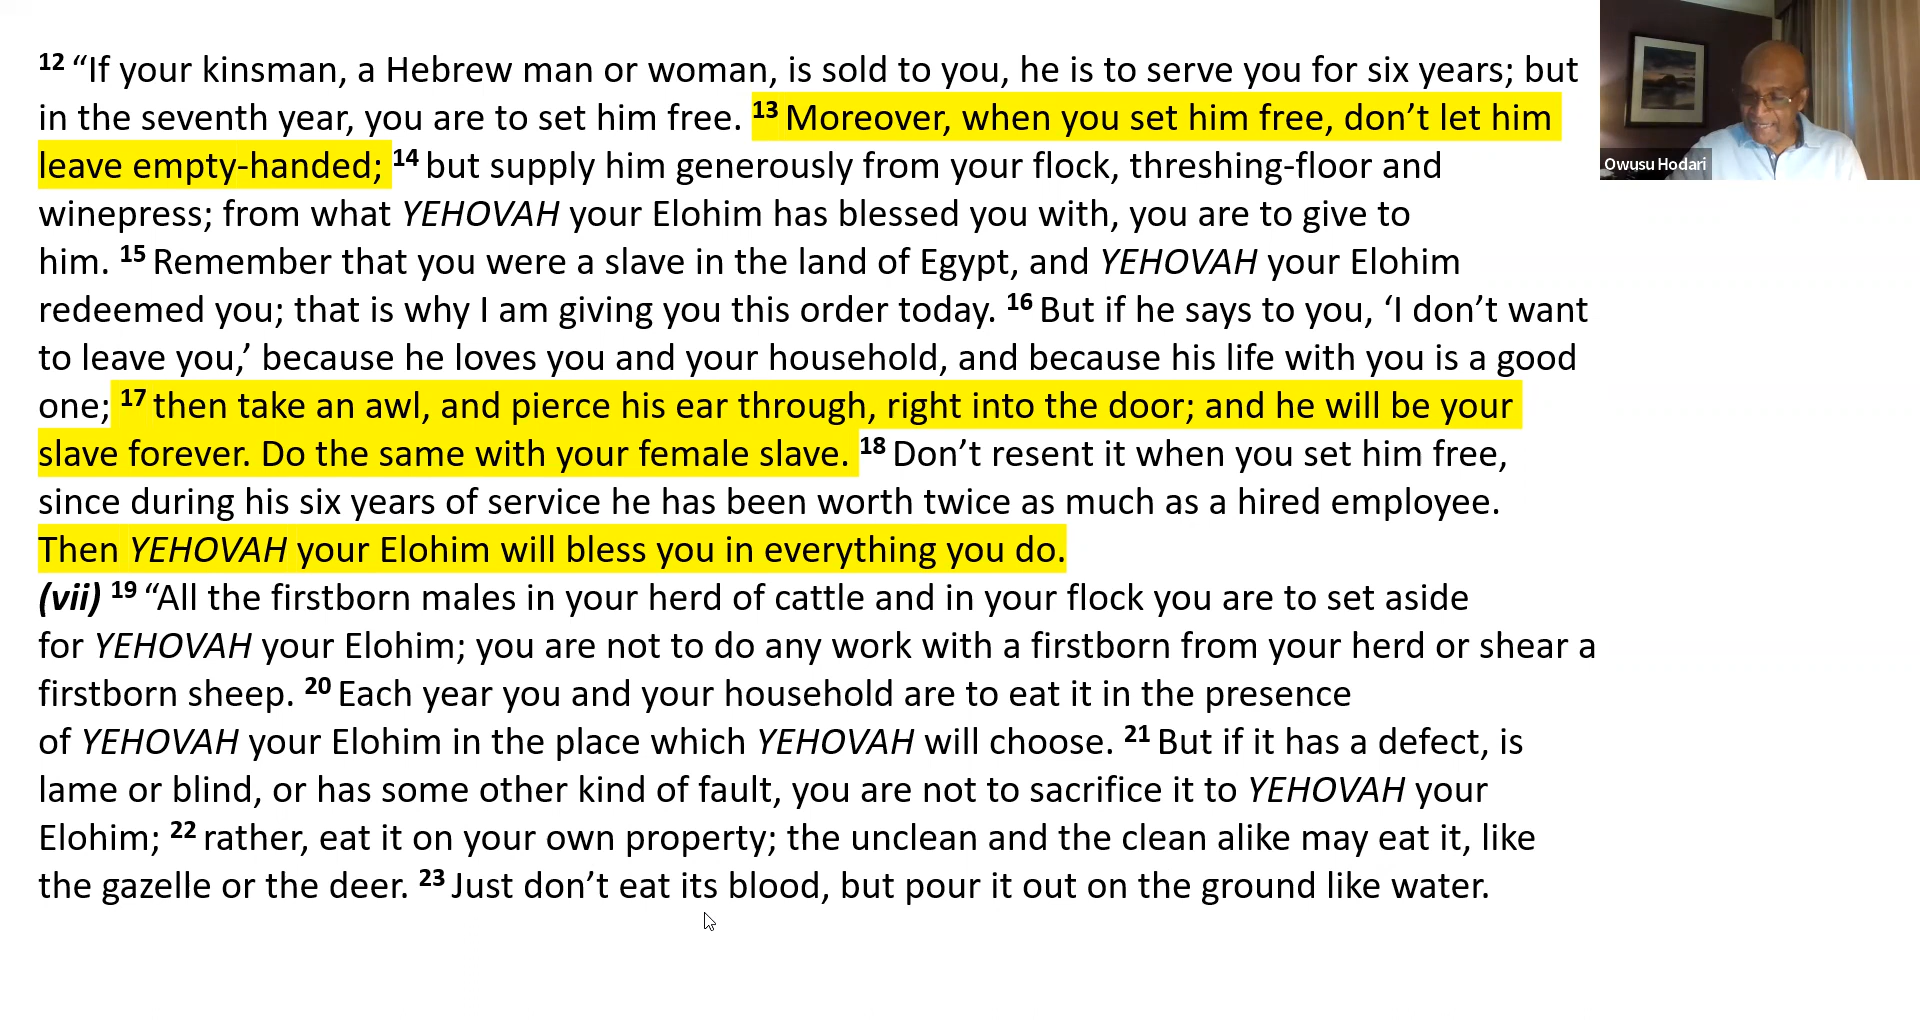 12 “If your kinsman, a Hebrew man or woman, is sold to you, he is to serve you for six years; but
in the seventh year, you are to set him free. 13 Moreover, when you set him free, don’t let him
leave empty-handed; 14 but supply him generously from your flock, threshing-floor and
winepress; from what YEHOVAH your Elohim has blessed you with, you are to give to
him. 15 Remember that you were a slave in the land of Egypt, and YEHOVAH your Elohim
redeemed you; that is why I am giving you this order today. 16 But if he says to you, ‘I don’t want
to leave you,’ because he loves you and your household, and because his life with you is a good
one; 17 then take an awl, and pierce his ear through, right into the door; and he will be your
slave forever. Do the same with your female slave. 18 Don’t resent it when you set him free,
since during his six years of service he has been worth twice as much as a hired employee.
Then YEHOVAH your Elohim will bless you in everything you do.
(vii) 19 “All the firstborn males in your herd of cattle and in your flock you are to set aside
for YEHOVAH your Elohim; you are not to do any work with a firstborn from your herd or shear a
firstborn sheep. 20 Each year you and your household are to eat it in the presence
of YEHOVAH your Elohim in the place which YEHOVAH will choose. 21 But if it has a defect, is
lame or blind, or has some other kind of fault, you are not to sacrifice it to YEHOVAH your
Elohim; 22 rather, eat it on your own property; the unclean and the clean alike may eat it, like
the gazelle or the deer. 23 Just don’t eat its blood, but pour it out on the ground like water.
Owusu Hodari